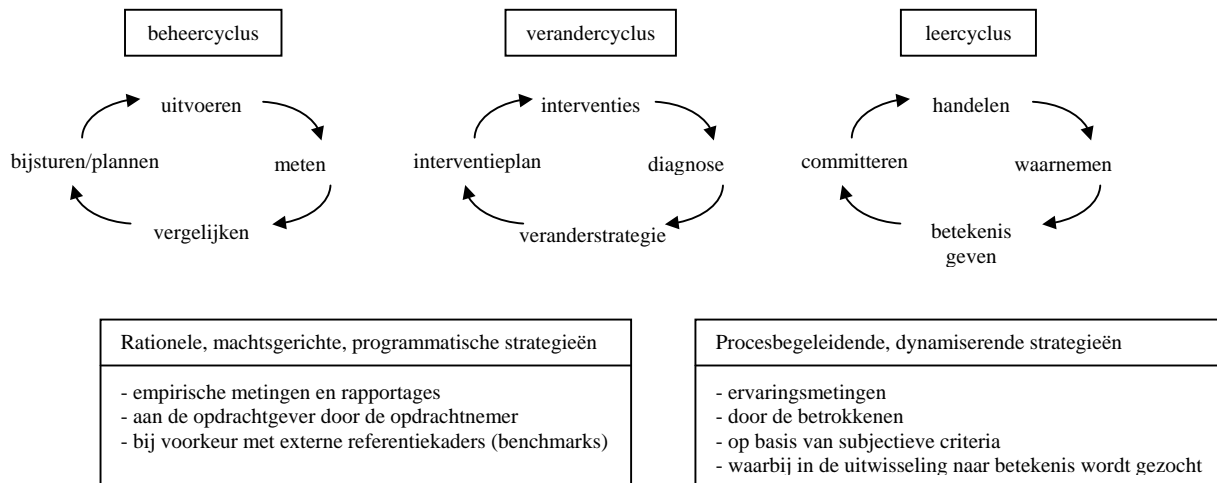 beheercyclus
uitvoeren
meten
vergelijken
bijsturen/plannen
verandercyclus
interventies
diagnose
veranderstrategie
interventieplan
leercyclus
handelen
waarnemen
betekenis
geven
committeren
Rationele, machtsgerichte, programmatische strategieën
- empirische metingen en rapportages
- aan de opdrachtgever door de opdrachtnemer
- bij voorkeur met externe referentiekaders (benchmarks)
Procesbegeleidende, dynamiserende strategieën
- ervaringsmetingen
- door de betrokkenen
- op basis van subjectieve criteria
- waarbij in de uitwisseling naar betekenis wordt gezocht